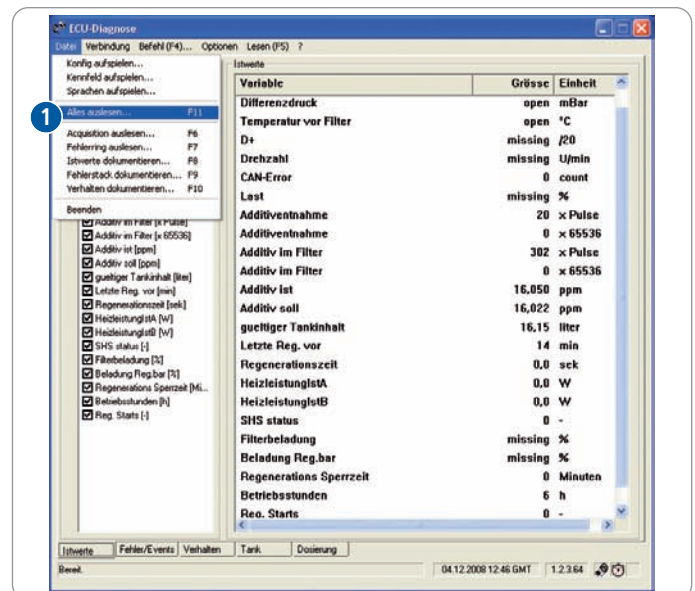 ECU-Diagnose
Datei Verbindung Befehl (F4)... Optionen Lesen (F5) ?
Konfig aufspielen...
Kennfeld aufspielen...
Sprachen aufspielen...
1
Alles auslesen... F11
Acquisition auslesen... F6
Fehlerring auslesen... F7
Istwerte dokumentieren... F8
Fehlerstack dokumentieren... F9
Verhalten dokumentieren... F10
Beenden
Additiv im Filter [x Pulse]
Additiv im Filter [x 65536]
Additiv ist [ppm]
Additiv soll [ppm]
gueltiger Tankinhalt [liter]
Letzte Reg. vor [min]
Regenerationszeit [sek]
HeizleistungIstA [W]
HeizleistungIstB [W]
SHS status [-]
Filterbeladung [%]
Beladung Reg.bar [%]
Regenerations Sperrzeit [Mi...
Betriebsstunden [h]
Reg. Starts [-]
Istwerte
Variable Grösse Einheit
Differenzdruck open mBar
Temperatur vor Filter open °C
D+ missing /20
Drehzahl missing U/min
CAN-Error 0 count
Last missing %
Additiventnahme 20 x Pulse
Additiventnahme 0 x 65536
Additiv im Filter 302 x Pulse
Additiv im Filter 0 x 65536
Additiv ist 16,050 ppm
Additiv soll 16,022 ppm
gueltiger Tankinhalt 16,15 liter
Letzte Reg. vor 14 min
Regenerationszeit 0,0 sek
HeizleistungIstA 0,0 W
HeizleistungIstB 0,0 W
SHS status 0 -
Filterbeladung missing %
Beladung Reg.bar missing %
Regenerations Sperrzeit 0 Minuten
Betriebsstunden 6 h
Reg. Starts 0 -
Istwerte Fehler/Events Verhalten Tank Dosierung
Bereit. 04.12.2008 12:46 GMT 1.2.3.64